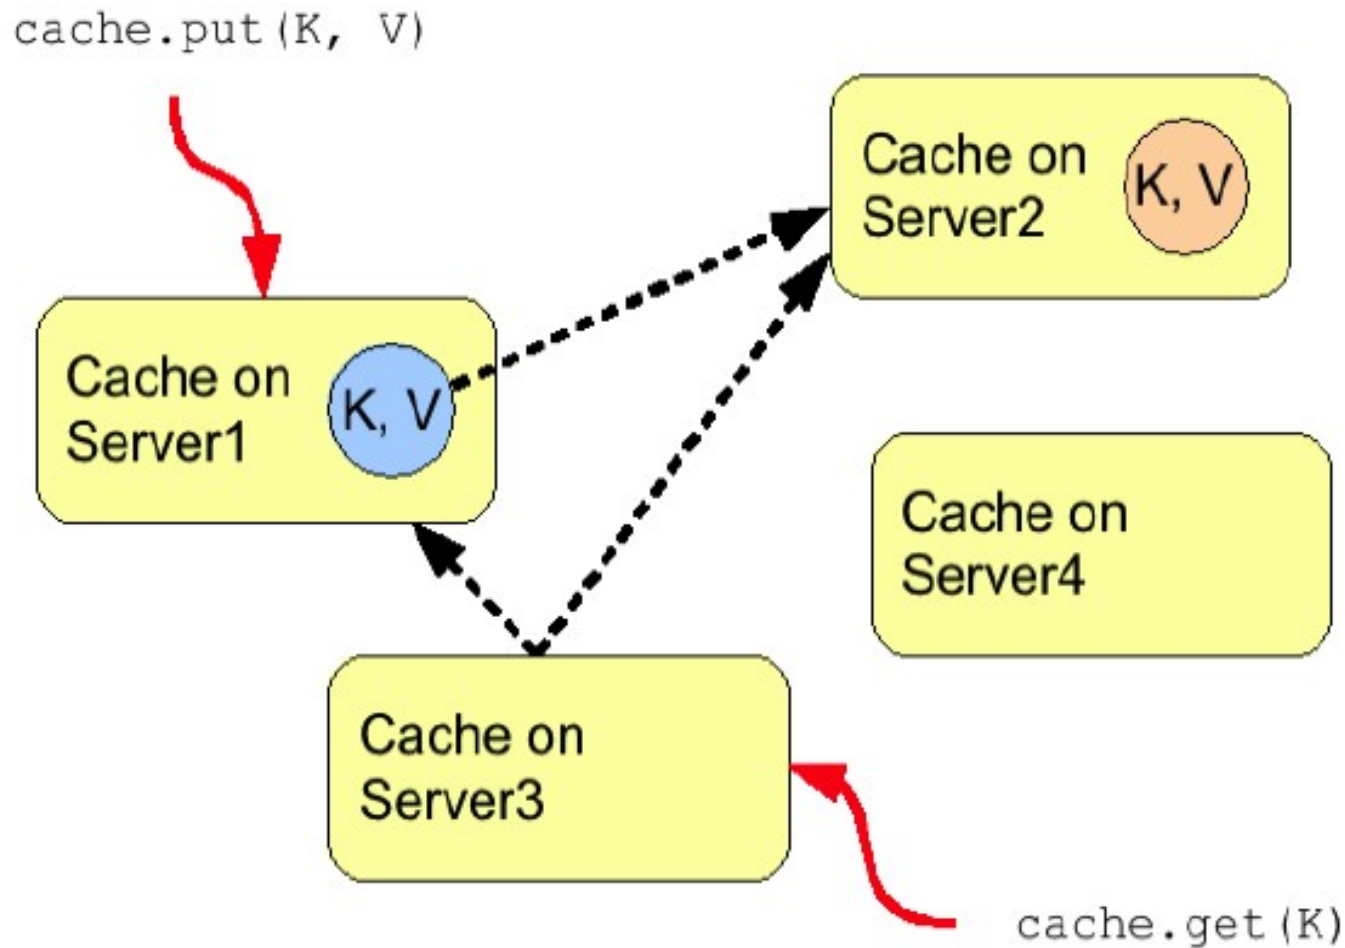 cache.put(K, V)
Cache on
Server2
K, V
Cache on
Server1
K, V
Cache on
Server4
Cache on
Server3
cache.get(K)